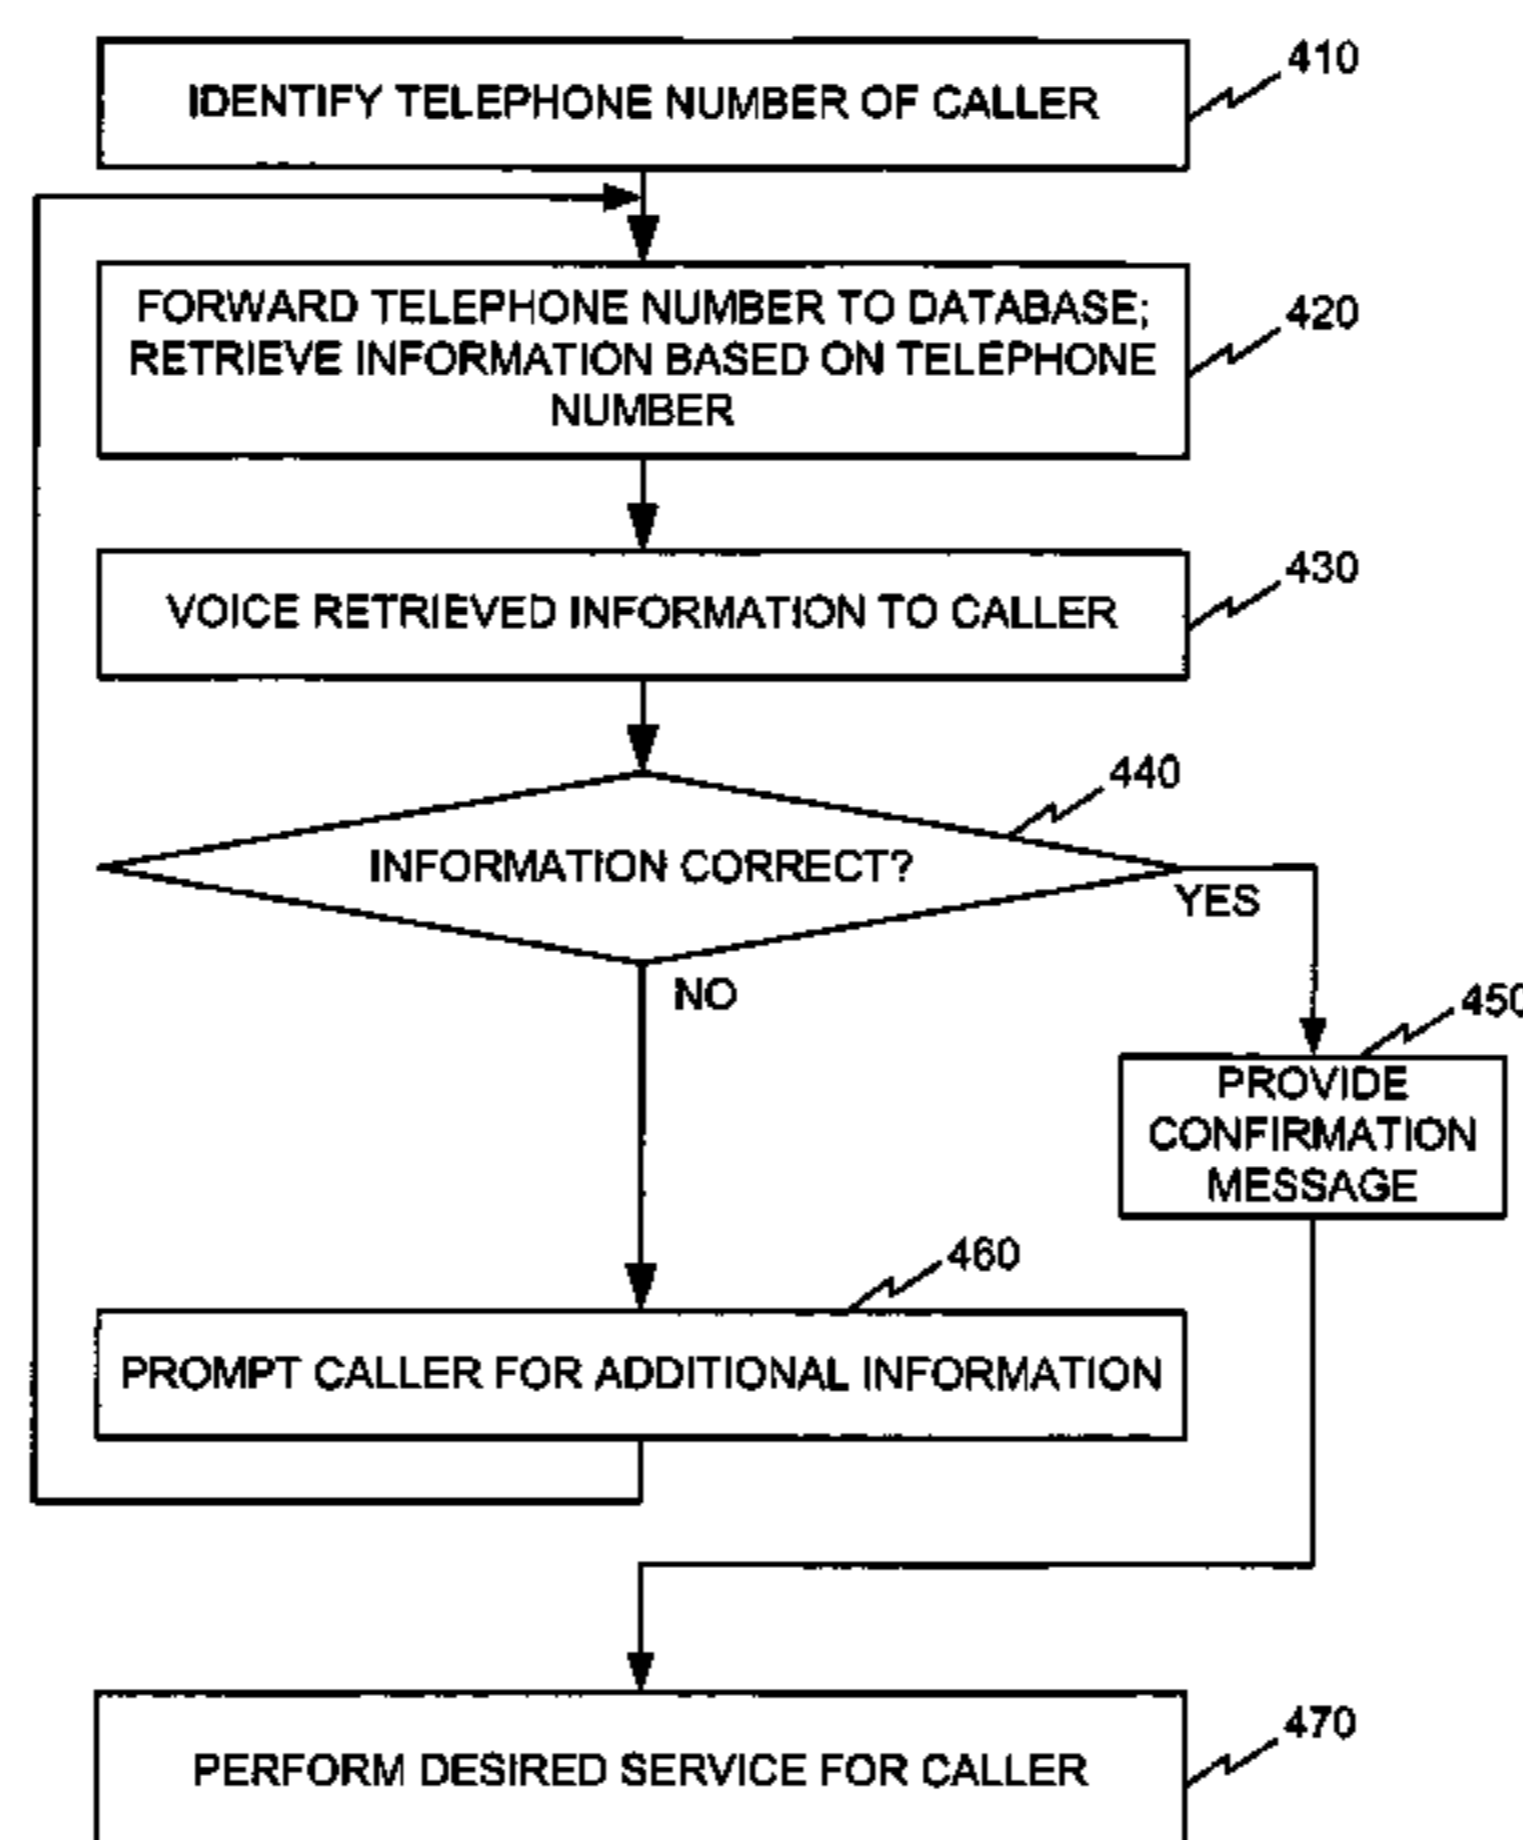 IDENTIFY TELEPHONE NUMBER OF CALLER
410
FORWARD TELEPHONE NUMBER TO DATABASE;
RETRIEVE INFORMATION BASED ON TELEPHONE
NUMBER
420
VOICE RETRIEVED INFORMATION TO CALLER
430
440
INFORMATION CORRECT?
YES
NO
450
PROVIDE
CONFIRMATION
MESSAGE
460
PROMPT CALLER FOR ADDITIONAL INFORMATION
470
PERFORM DESIRED SERVICE FOR CALLER